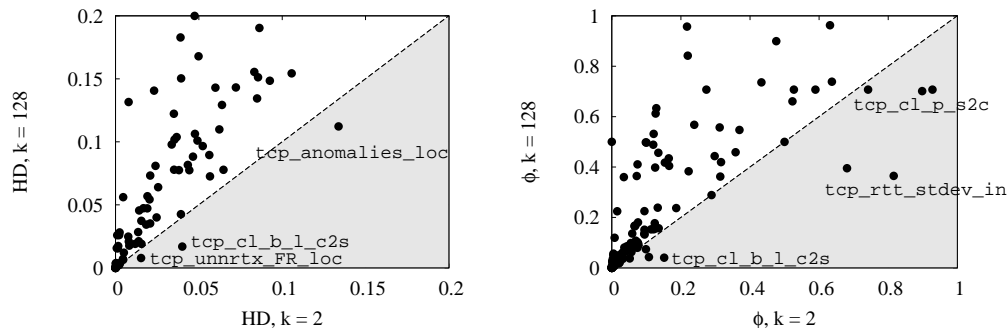 0.2
0.15
0.1
0.05
0
0
0.05
0.1
0.15
0.2
HD, k = 128
HD, k = 2
tcp_anomalies_loc
tcp_cl_b_l_c2s
tcp_unnrtx_FR_loc
1
0.8
0.6
0.4
0.2
0
0
0.2
0.4
0.6
0.8
1
ϕ, k = 128
ϕ, k = 2
tcp_cl_p_s2c
tcp_rtt_stdev_in
tcp_cl_b_l_c2s